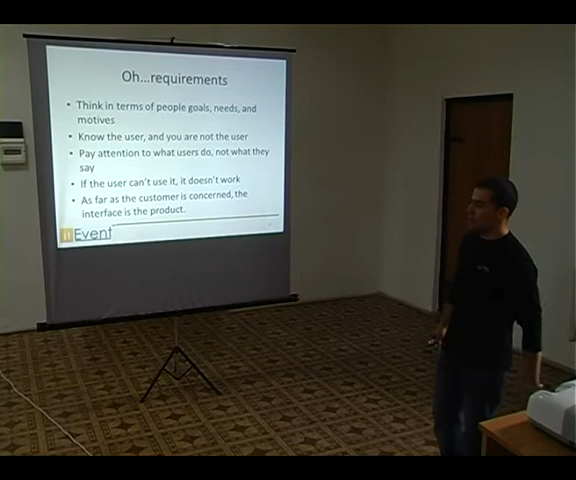 Oh...requirements
• Think in terms of people goals, needs, and
motives
• Know the user, and you are not the user
• Pay attention to what users do, not what they
say
• If the user can't use it, it doesn't work
• As far as the customer is concerned, the
interface is the product.
itEvent